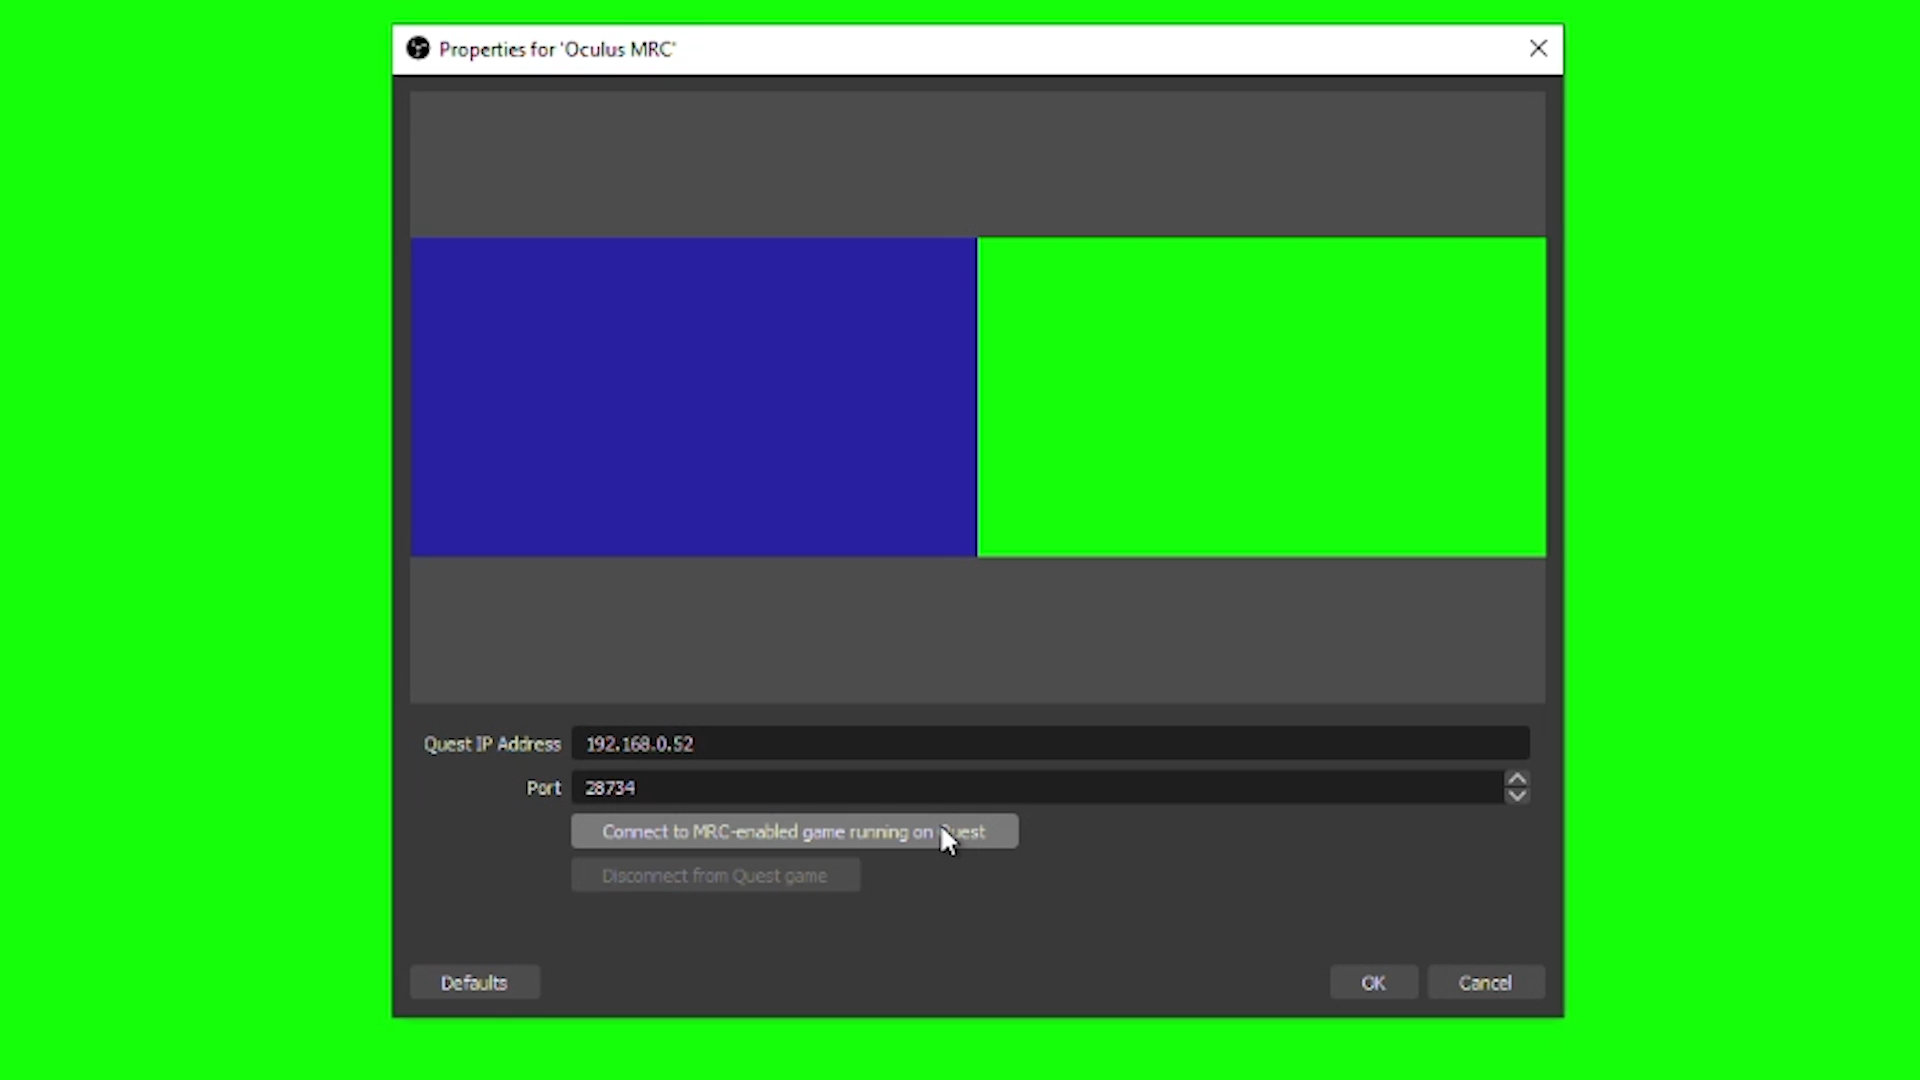 Properties for 'Oculus MRC'
Quest IP Address 192.168.0.52
Port 28734
Connect to MRC-enabled game running on Quest
Disconnect from Quest game
Defaults OK Cancel